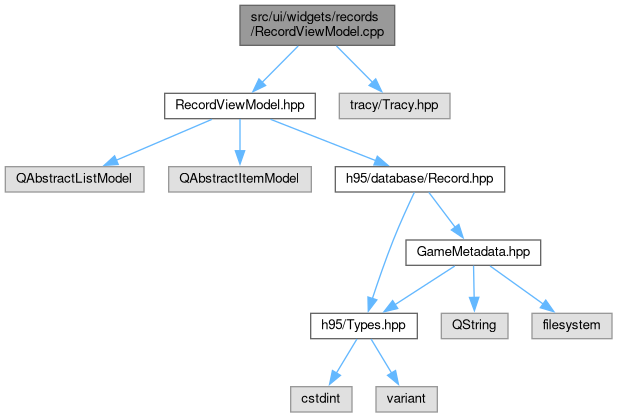 src/ui/widgets/records
/RecordViewModel.cpp
RecordViewModel.hpp
tracy/Tracy.hpp
QAbstractListModel
QAbstractItemModel
h95/database/Record.hpp
GameMetadata.hpp
h95/Types.hpp
QString
filesystem
cstdint
variant